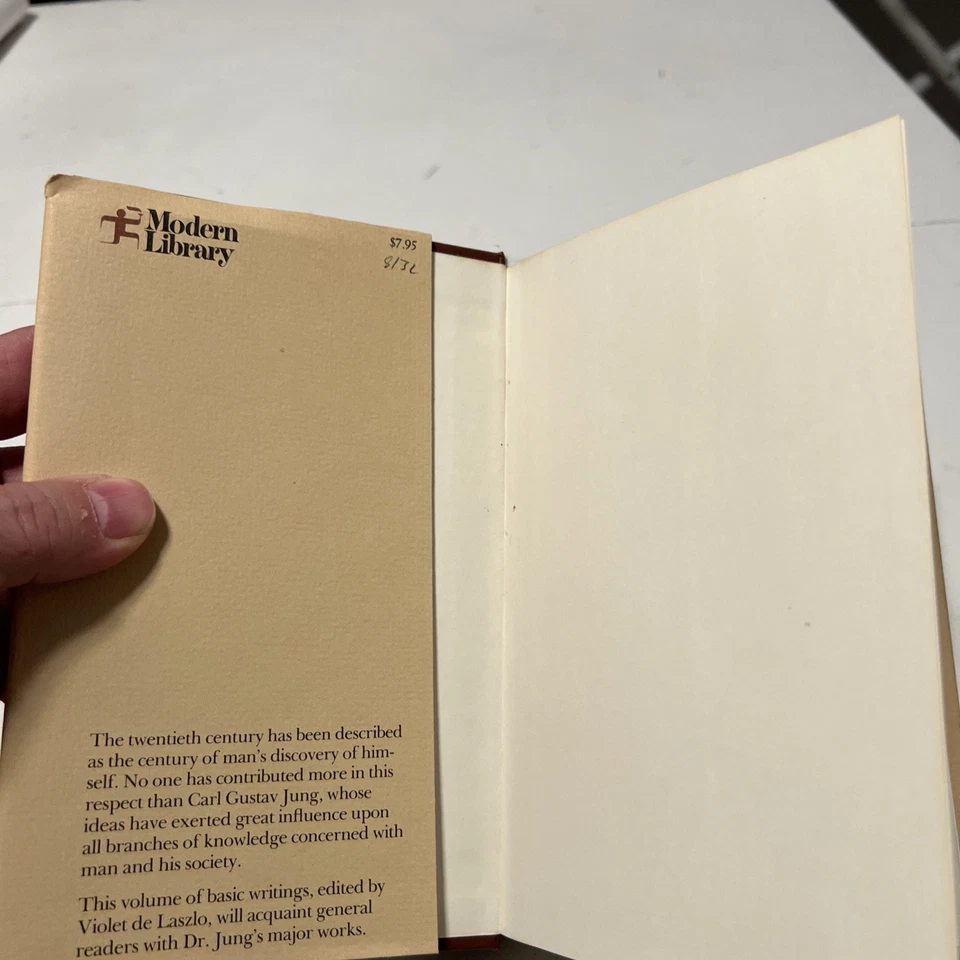 Modern
Library
$7.95
The twentieth century has been described
as the century of man's discovery of him-
self. No one has contributed more in this
respect than Carl Gustav Jung, whose
ideas have exerted great influence upon
all branches of knowledge concerned with
man and his society.
This volume of basic writings, edited by
Violet de Laszlo, will acquaint general
readers with Dr. Jung's major works.